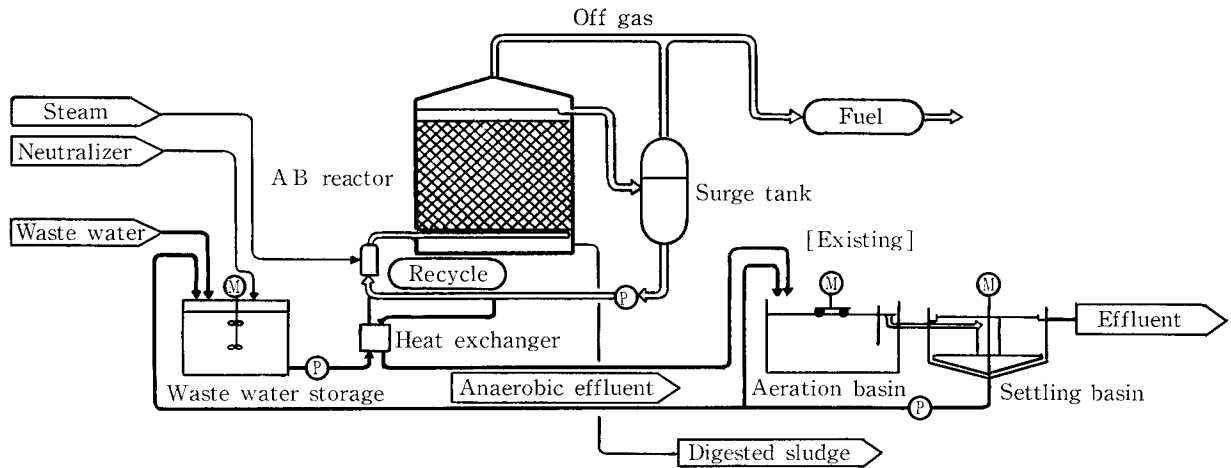 Off gas
Steam
Fuel
Neutralizer
AB reactor
Surge tank
Waste water
[Existing]
Recycle
M
M
M
P
Effluent
Heat exchanger
P
Waste water storage
Anaerobic effluent
Aeration basin
P
Settling basin
Digested sludge